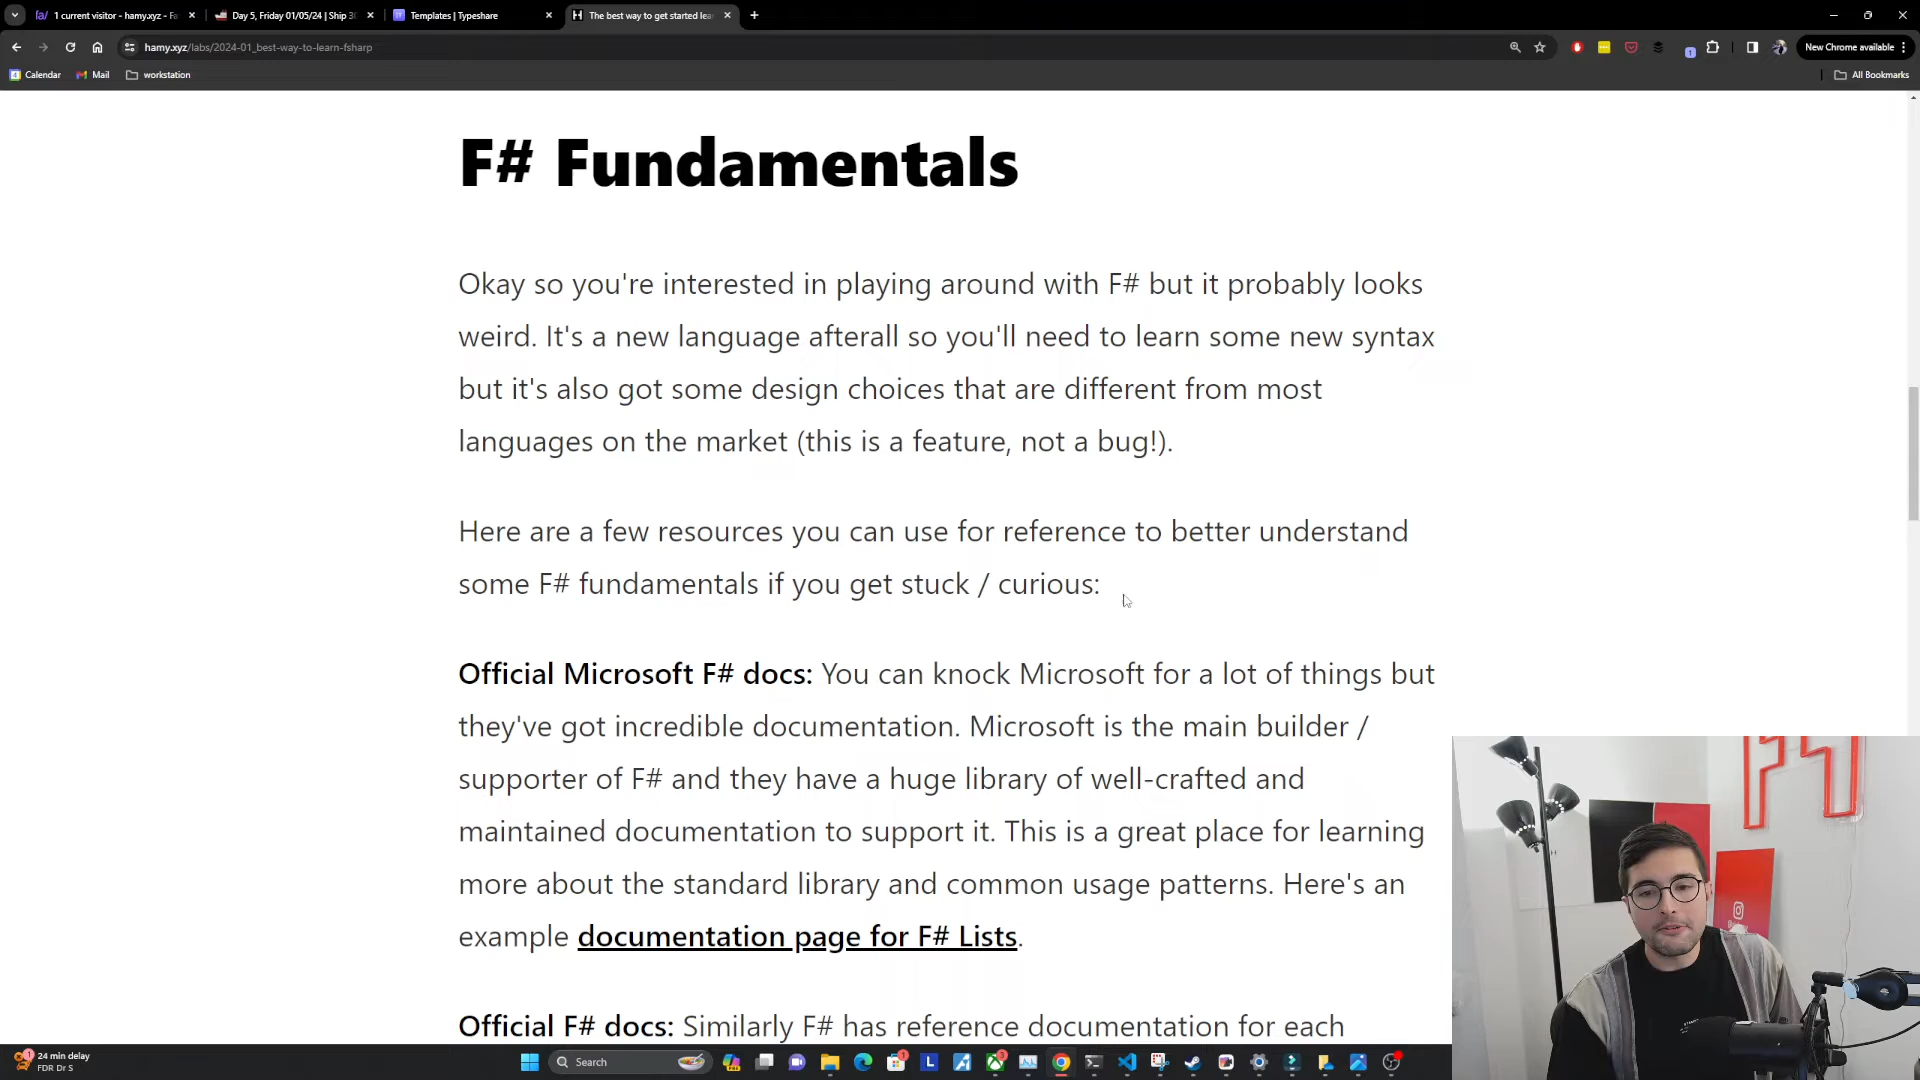 1 current visitor - hamy.xyz - Fa
Day 5, Friday 01/05/24 | Ship 30
Templates | Typeshare
The best way to get started lea
hamy.xyz/labs/2024-01_best-way-to-learn-fsharp
New Chrome available
Calendar
Mail
workstation
All Bookmarks
F# Fundamentals
Okay so you're interested in playing around with F# but it probably looks
weird. It's a new language afterall so you'll need to learn some new syntax
but it's also got some design choices that are different from most
languages on the market (this is a feature, not a bug!).
Here are a few resources you can use for reference to better understand
some F# fundamentals if you get stuck / curious:
Official Microsoft F# docs: You can knock Microsoft for a lot of things but
they've got incredible documentation. Microsoft is the main builder /
supporter of F# and they have a huge library of well-crafted and
maintained documentation to support it. This is a great place for learning
more about the standard library and common usage patterns. Here's an
example documentation page for F# Lists.
Official F# docs: Similarly F# has reference documentation for each
24 min delay
FDR Dr S
Search